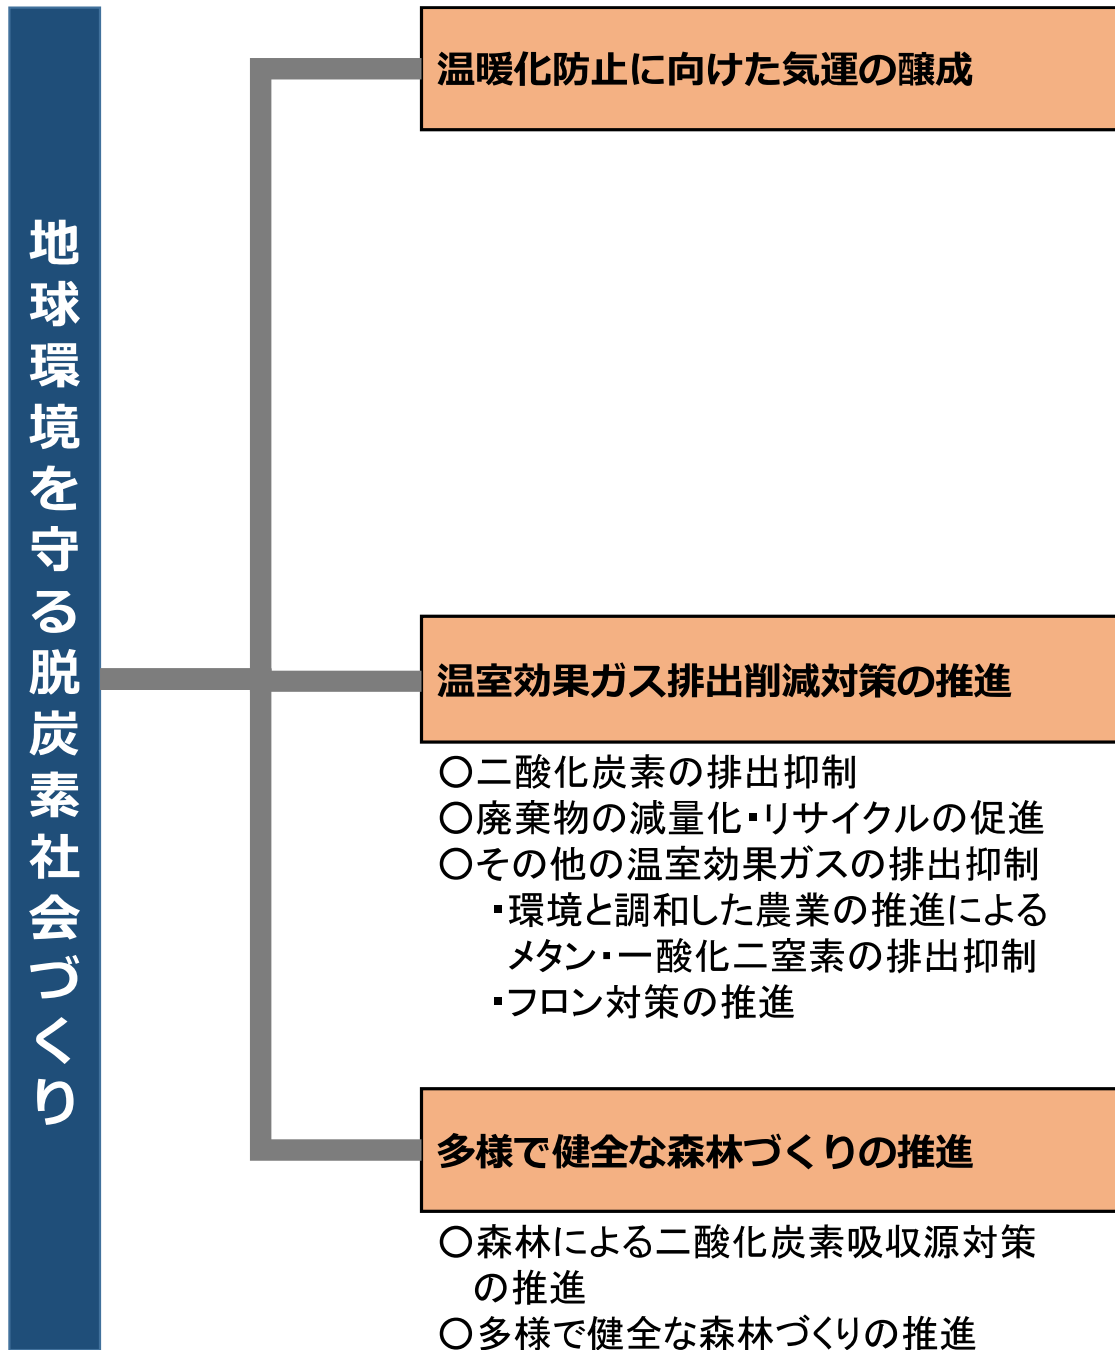 地球環境を守る脱炭素社会づくり
温暖化防止に向けた気運の醸成
温室効果ガス排出削減対策の推進
〇二酸化炭素の排出抑制
〇廃棄物の減量化・リサイクルの促進
〇その他の温室効果ガスの排出抑制
・環境と調和した農業の推進による
メタン・一酸化二窒素の排出抑制
・フロン対策の推進
多様で健全な森林づくりの推進
〇森林による二酸化炭素吸収源対策
の推進
〇多様で健全な森林づくりの推進